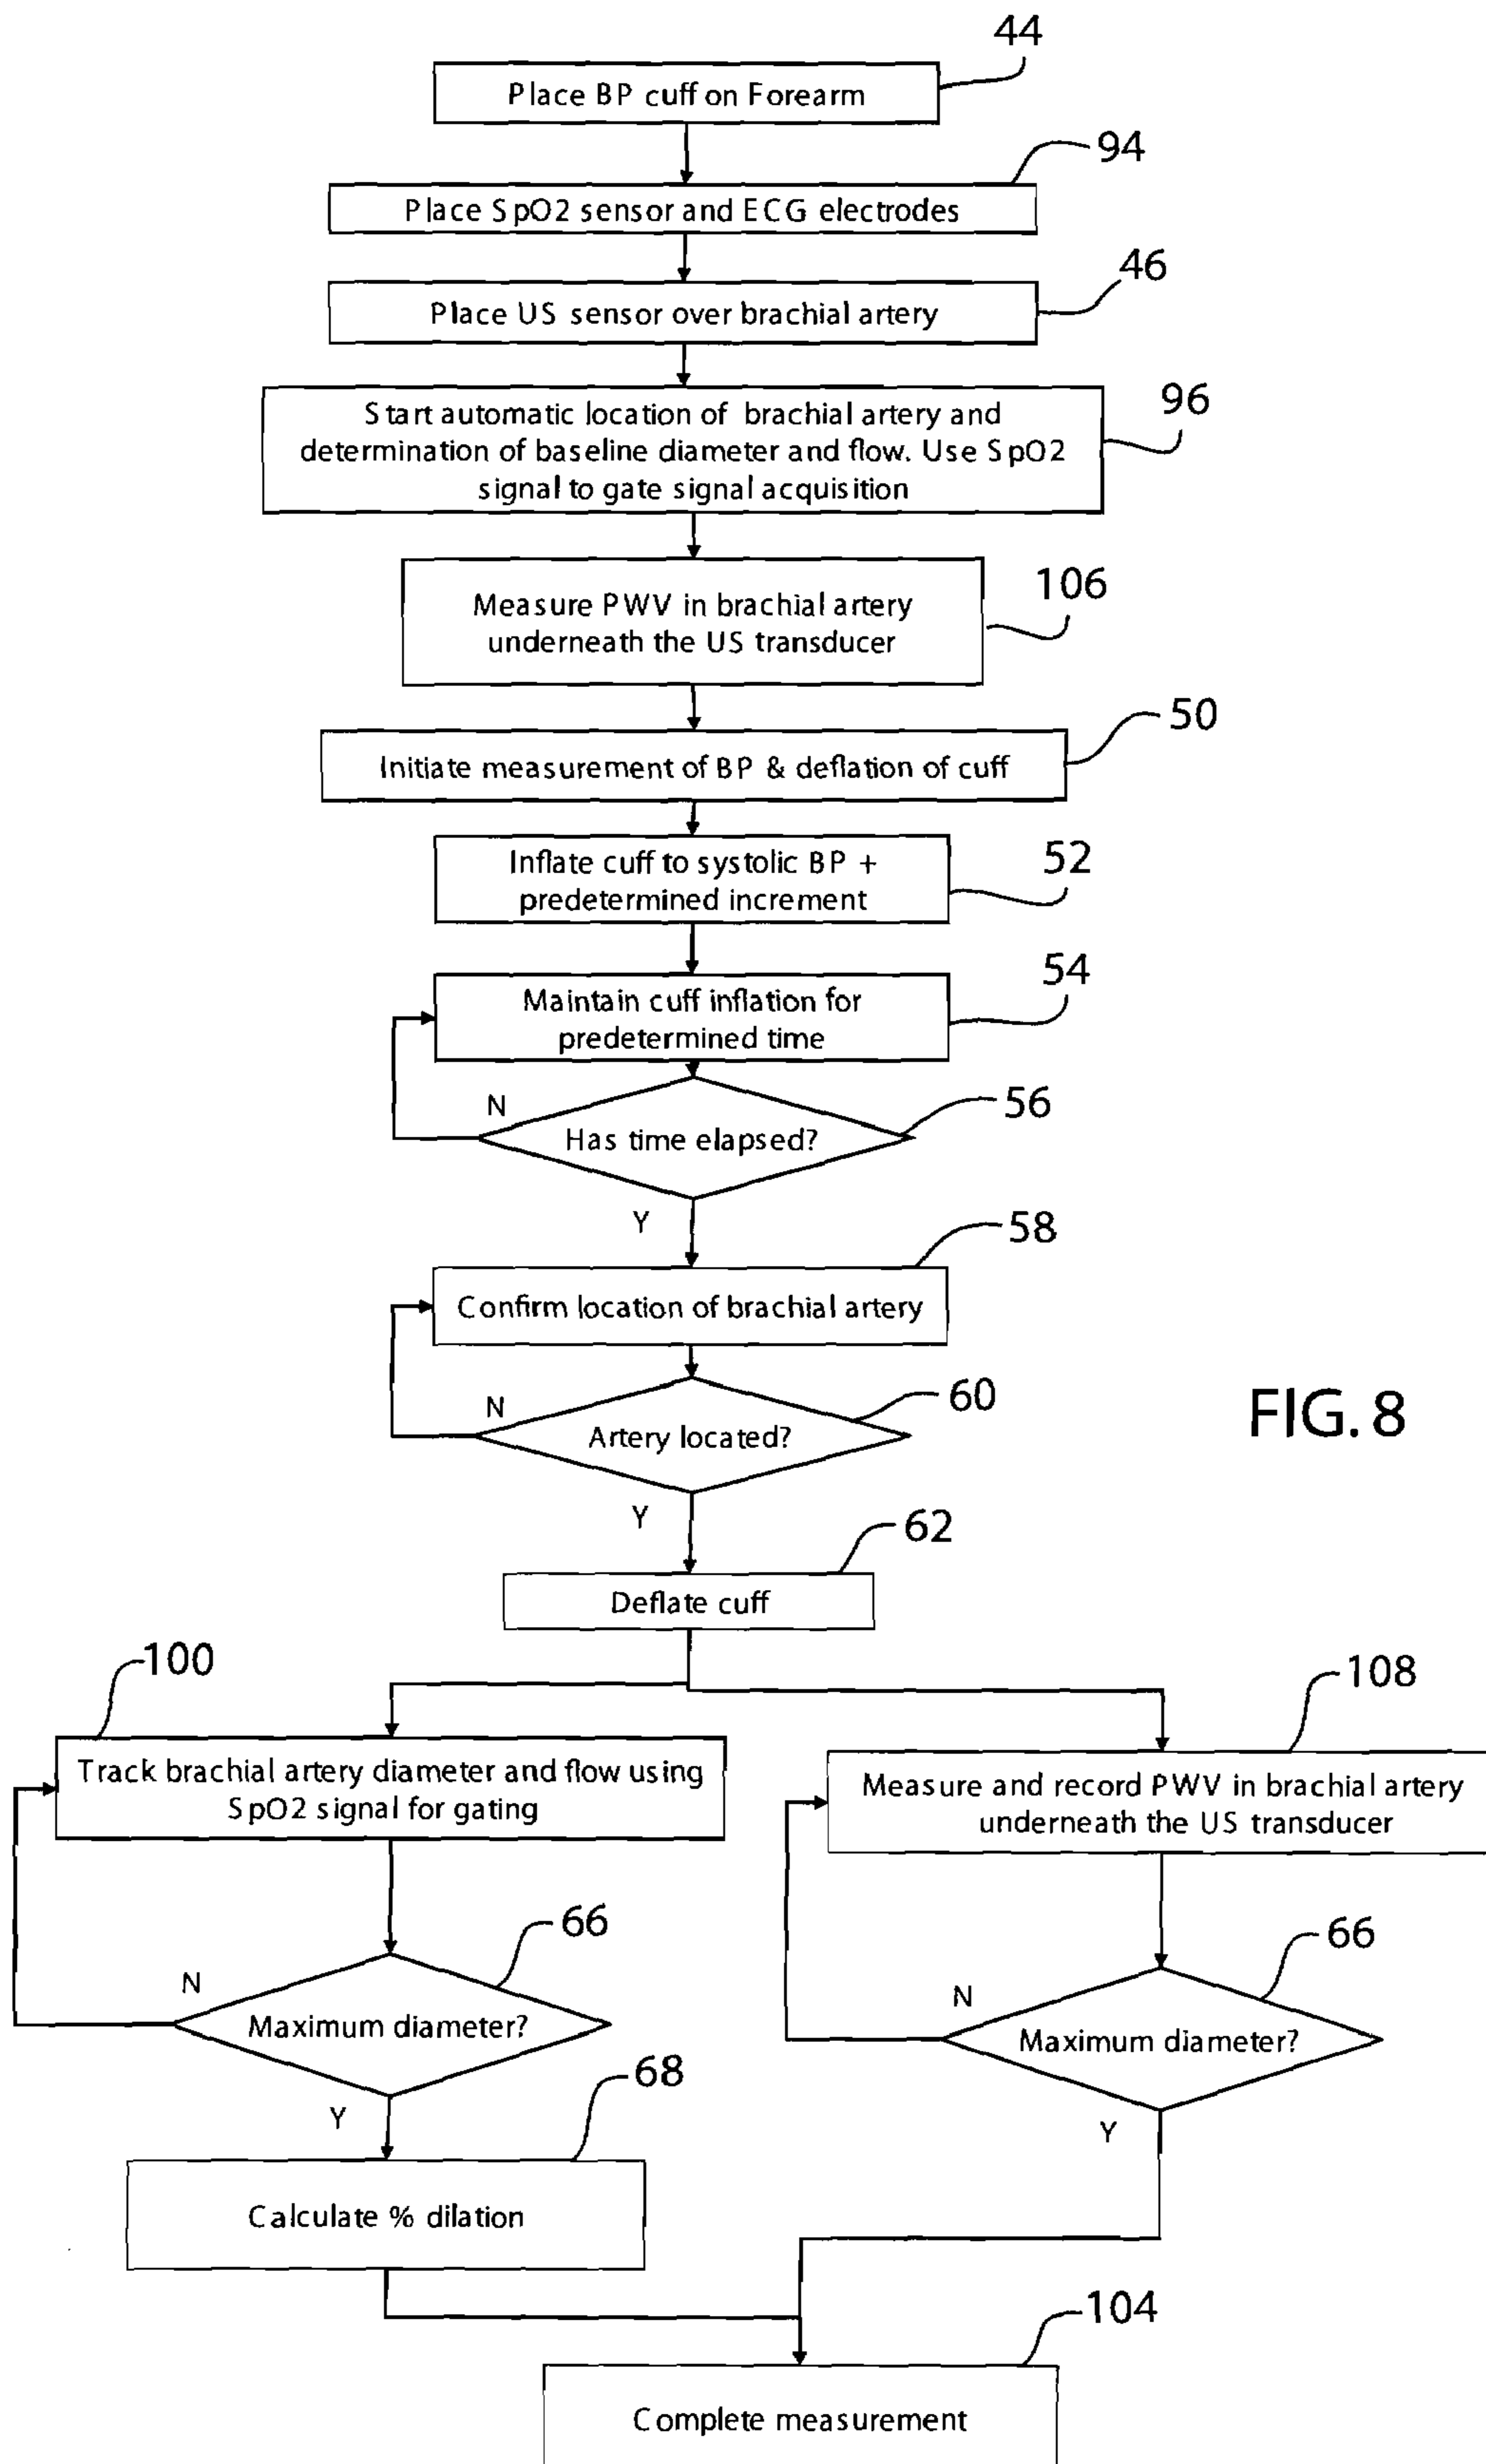 44
Place BP cuff on Forearm
94
Place SpO2 sensor and ECG electrodes
46
Place US sensor over brachial artery
96
Start automatic location of brachial artery and
determination of baseline diameter and flow. Use SpO2
signal to gate signal acquisition
106
Measure PWV in brachial artery
underneath the US transducer
50
Initiate measurement of BP & deflation of cuff
52
Inflate cuff to systolic BP +
predetermined increment
54
Maintain cuff inflation for
predetermined time
N
56
Has time elapsed?
Y
58
Confirm location of brachial artery
N
60
Artery located?
FIG. 8
Y
62
Deflate cuff
100
108
Track brachial artery diameter and flow using
SpO2 signal for gating
Measure and record PWV in brachial artery
underneath the US transducer
66
66
N
N
Maximum diameter?
Maximum diameter?
68
Y
Y
Calculate % dilation
104
Complete measurement